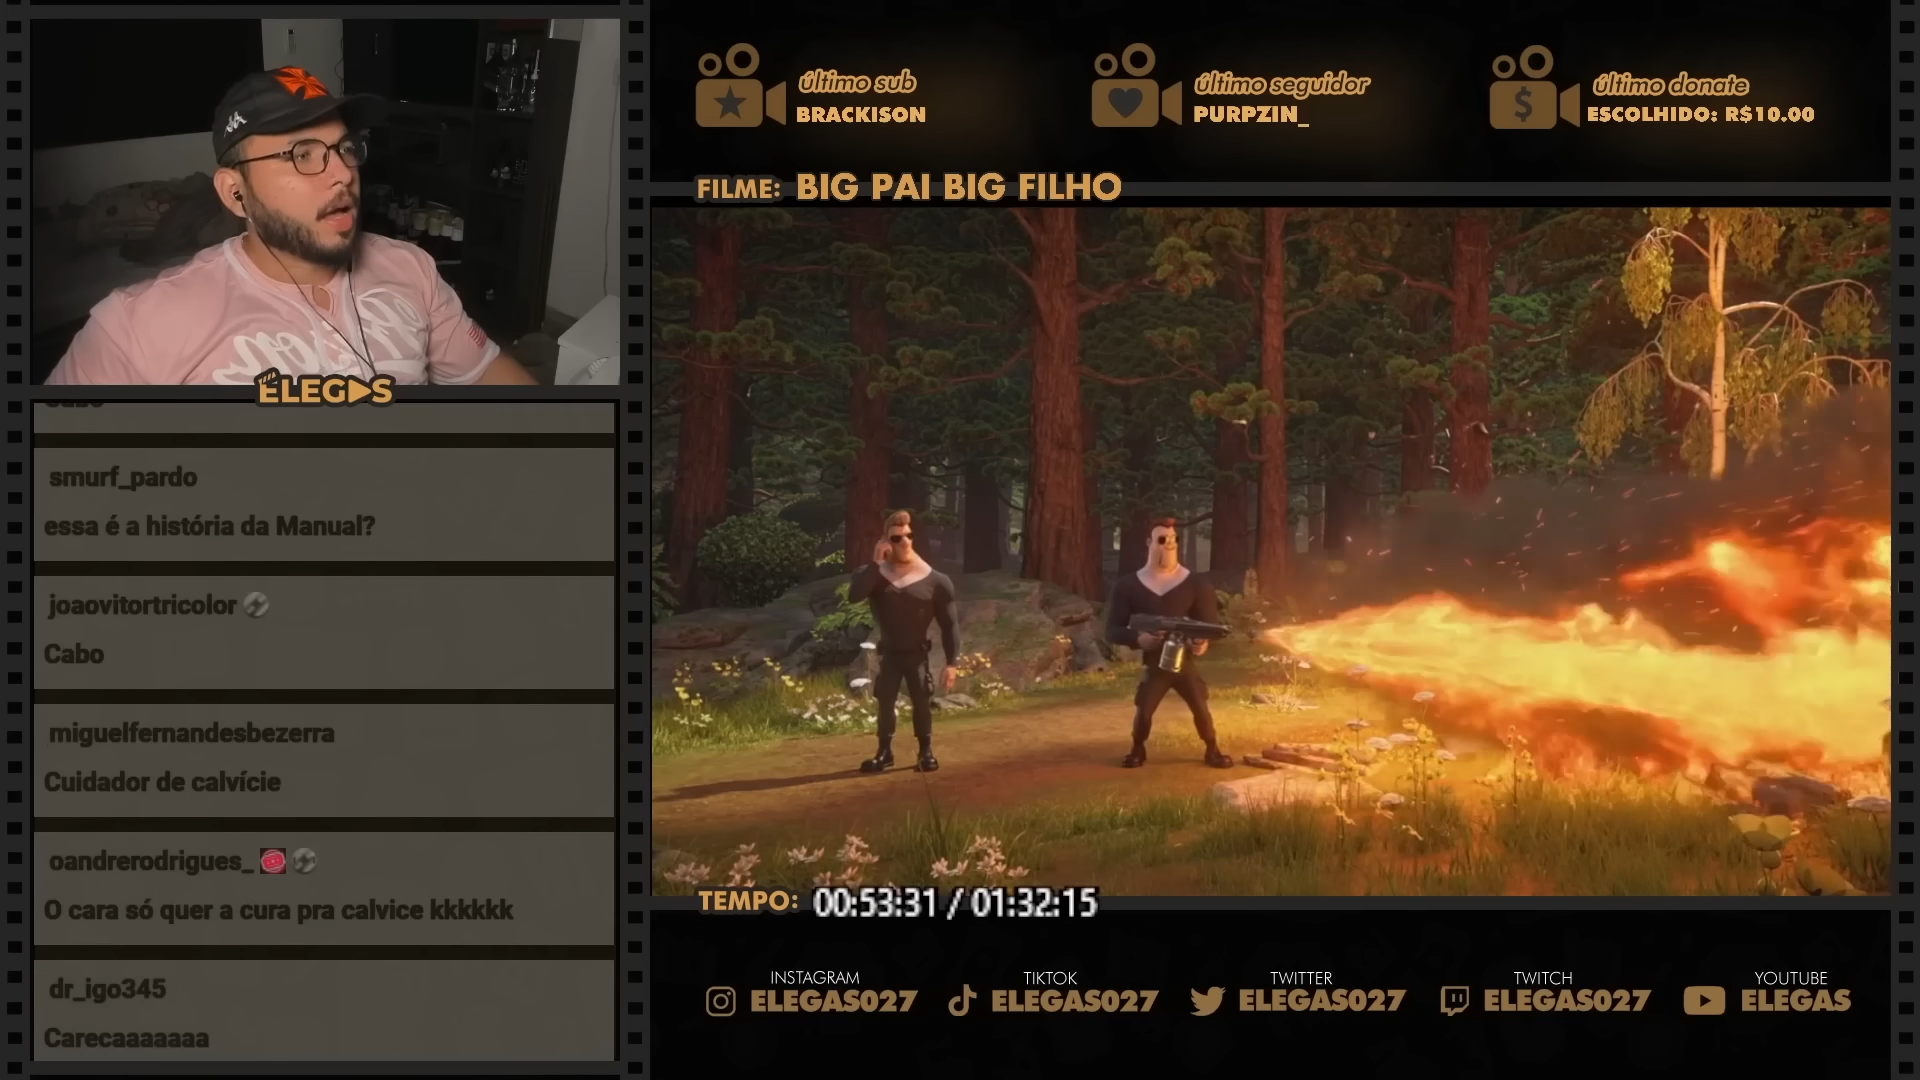 último sub
BRACKISON
último seguidor
PURPZIN_
último donate
ESCOLHIDO: R$10.00
FILME: BIG PAI BIG FILHO
ELEGAS
smurf_pardo
essa é a história da Manual?
joaovitortricolor
Cabo
miguelfernandesbezerra
Cuidador de calvície
oandrerodrigues_
O cara só quer a cura pra calvice kkkkkk
dr_igo345
Carecaaaaaaa
TEMPO: 00:53:31 / 01:32:15
INSTAGRAM
ELEGAS027
TIKTOK
ELEGAS027
TWITTER
ELEGAS027
TWITCH
ELEGAS027
YOUTUBE
ELEGAS